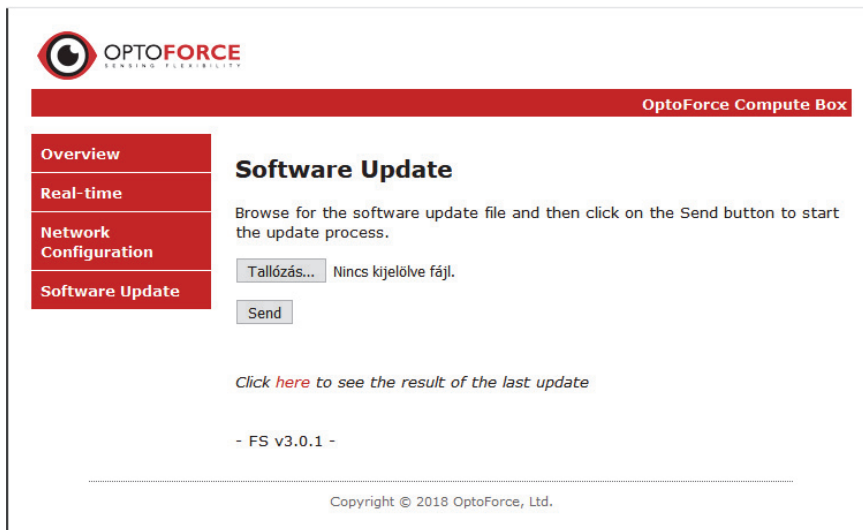 OPTOFORCE
SENSING FLEXIBILITY
OptoForce Compute Box
Overview
Real-time
Network
Configuration
Software Update
Software Update
Browse for the software update file and then click on the Send button to start
the update process.
Tallózás... Nincs kijelölve fájl.
Send
Click here to see the result of the last update
- FS v3.0.1 -
Copyright © 2018 OptoForce, Ltd.